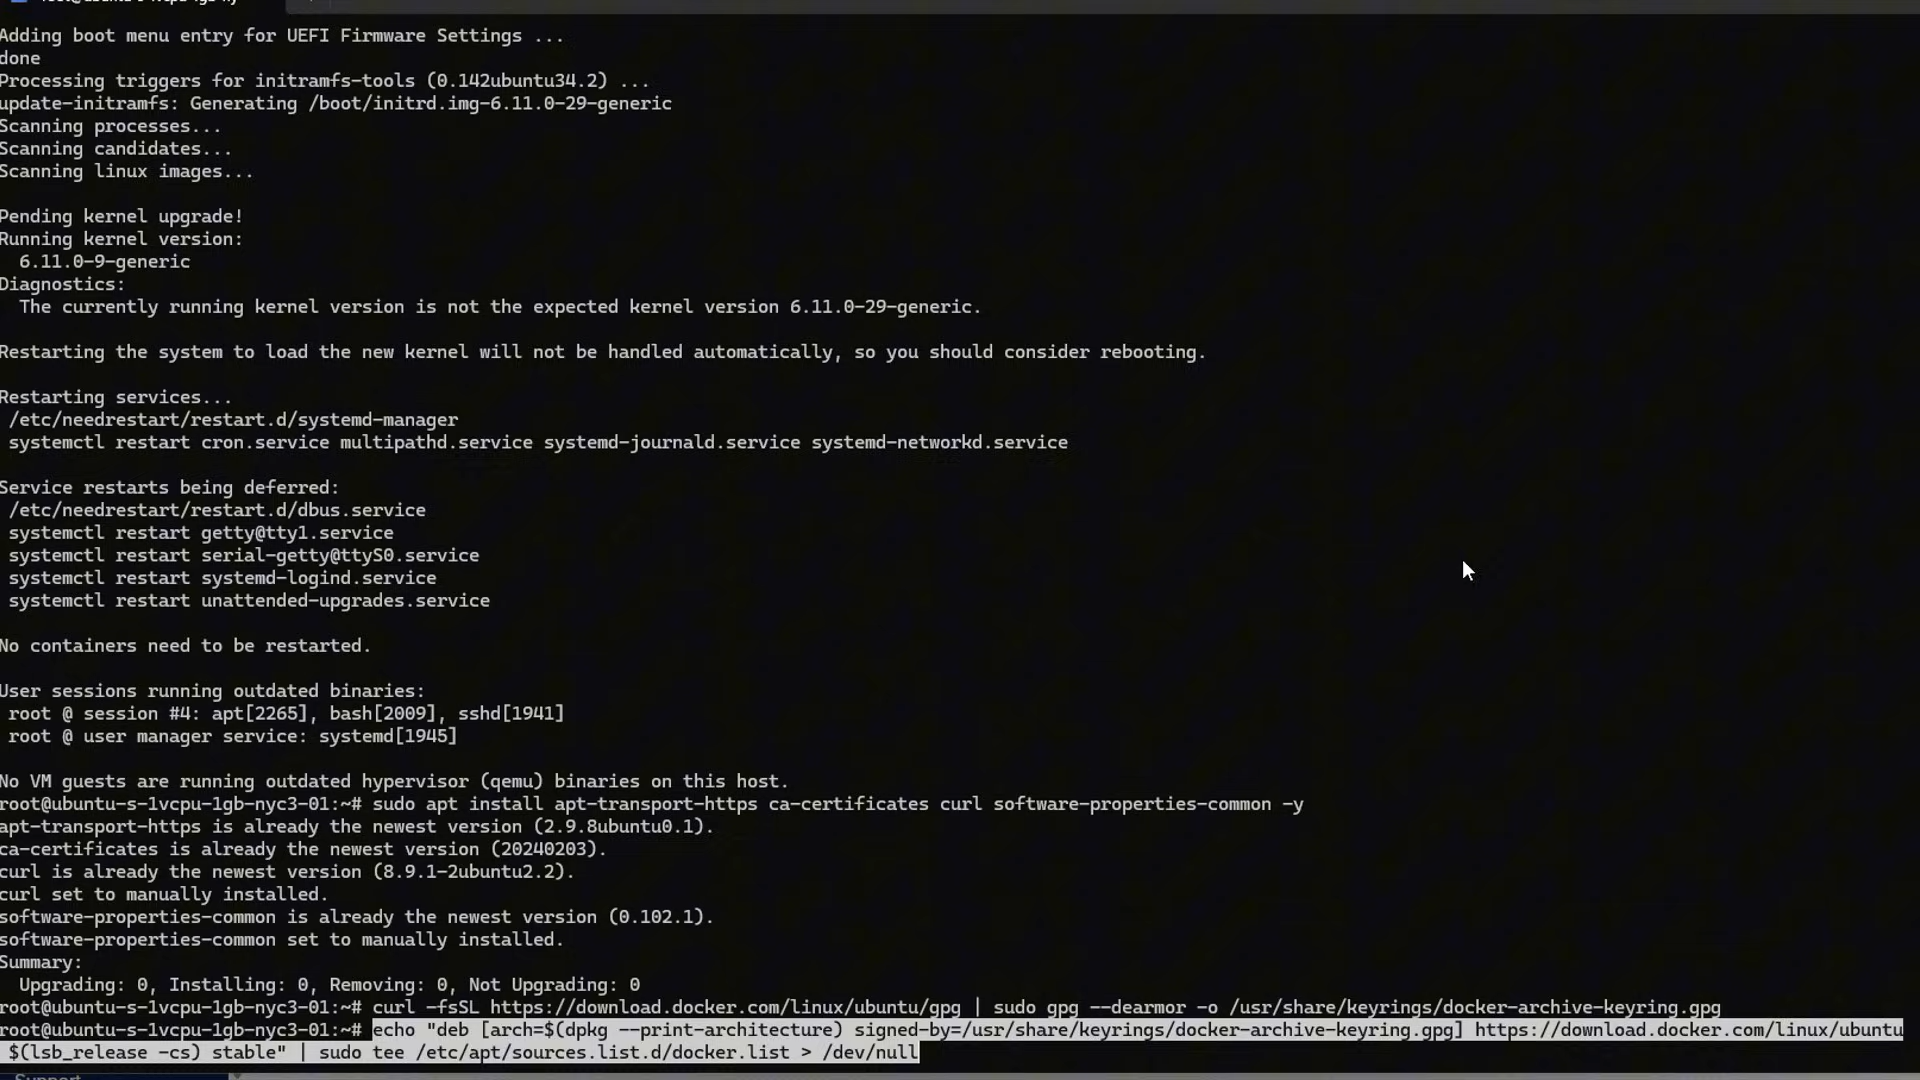 Adding boot menu entry for UEFI Firmware Settings ...
done
Processing triggers for initramfs-tools (0.142ubuntu34.2) ...
update-initramfs: Generating /boot/initrd.img-6.11.0-29-generic
Scanning processes...
Scanning candidates...
Scanning linux images...
Pending kernel upgrade!
Running kernel version:
6.11.0-9-generic
Diagnostics:
The currently running kernel version is not the expected kernel version 6.11.0-29-generic.
Restarting the system to load the new kernel will not be handled automatically, so you should consider rebooting.
Restarting services...
/etc/needrestart/restart.d/systemd-manager
systemctl restart cron.service multipathd.service systemd-journald.service systemd-networkd.service
Service restarts being deferred:
/etc/needrestart/restart.d/dbus.service
systemctl restart getty@tty1.service
systemctl restart serial-getty@ttyS0.service
systemctl restart systemd-logind.service
systemctl restart unattended-upgrades.service
No containers need to be restarted.
User sessions running outdated binaries:
root @ session #4: apt[2265], bash[2009], sshd[1941]
root @ user manager service: systemd[1945]
No VM guests are running outdated hypervisor (qemu) binaries on this host.
root@ubuntu-s-1vcpu-1gb-nyc3-01:~# sudo apt install apt-transport-https ca-certificates curl software-properties-common -y
apt-transport-https is already the newest version (2.9.8ubuntu0.1).
ca-certificates is already the newest version (20240203).
curl is already the newest version (8.9.1-2ubuntu2.2).
curl set to manually installed.
software-properties-common is already the newest version (0.102.1).
software-properties-common set to manually installed.
Summary:
Upgrading: 0, Installing: 0, Removing: 0, Not Upgrading: 0
root@ubuntu-s-1vcpu-1gb-nyc3-01:~# curl -fsSL https://download.docker.com/linux/ubuntu/gpg | sudo gpg --dearmor -o /usr/share/keyrings/docker-archive-keyring.gpg
root@ubuntu-s-1vcpu-1gb-nyc3-01:~# echo "deb [arch=$(dpkg --print-architecture) signed-by=/usr/share/keyrings/docker-archive-keyring.gpg] https://download.docker.com/linux/ubuntu
$(lsb_release -cs) stable" | sudo tee /etc/apt/sources.list.d/docker.list > /dev/null